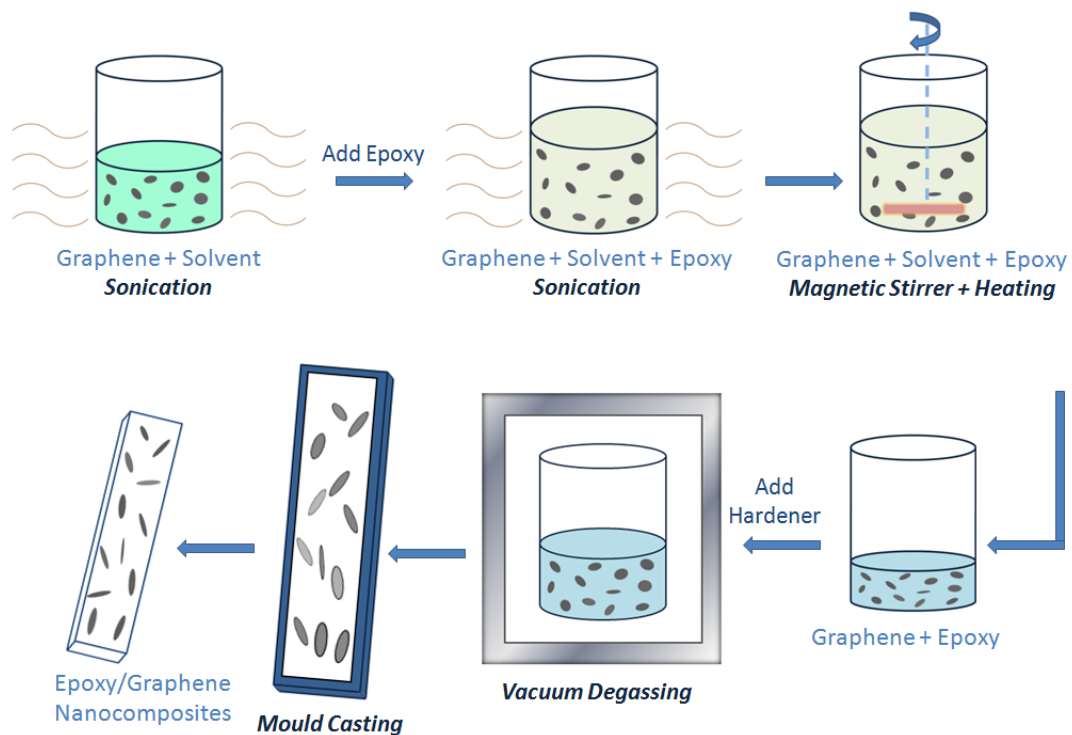 Add Epoxy
Graphene + Solvent
Sonication
Graphene + Solvent + Epoxy
Sonication
Graphene + Solvent + Epoxy
Magnetic Stirrer + Heating
Graphene + Epoxy
Add
Hardener
Vacuum Degassing
Mould Casting
Epoxy/Graphene
Nanocomposites